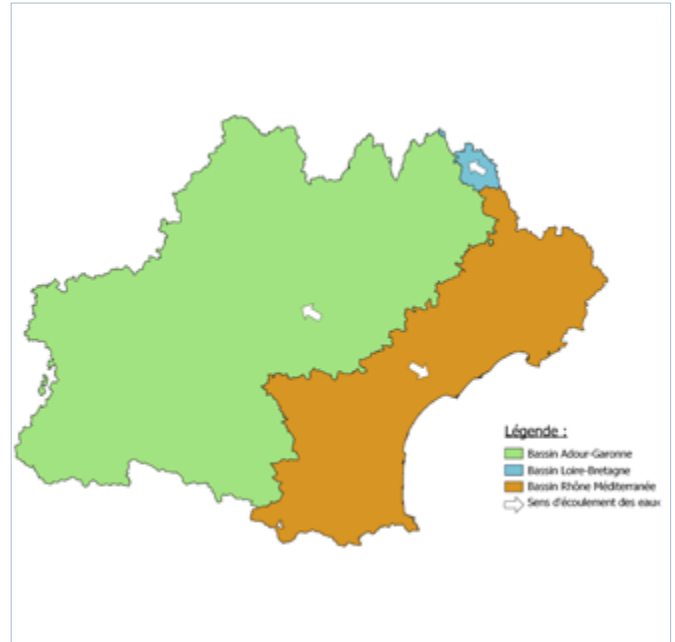 Légende :
Bassin Adour-Garonne
Bassin Loire-Bretagne
Bassin Rhône Méditerranée
Sens d'écoulement des eaux